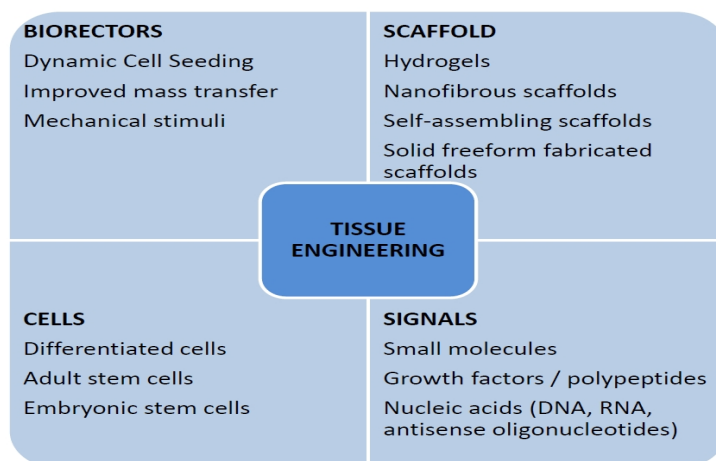 BIORECTORS
Dynamic Cell Seeding
Improved mass transfer
Mechanical stimuli
SCAFFOLD
Hydrogels
Nanofibrous scaffolds
Self-assembling scaffolds
Solid freeform fabricated
scaffolds
TISSUE
ENGINEERING
CELLS
Differentiated cells
Adult stem cells
Embryonic stem cells
SIGNALS
Small molecules
Growth factors / polypeptides
Nucleic acids (DNA, RNA,
antisense oligonucleotides)